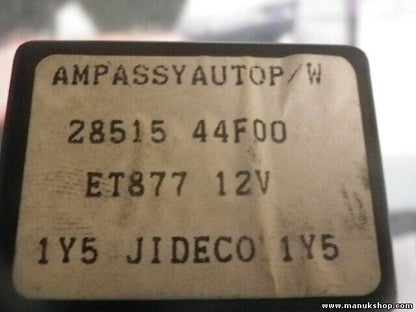 AMPASSYAUTOP/W
28515 44F00
ET877 12V
1Y5 JIDECO 1Y5
www.manukshop.com